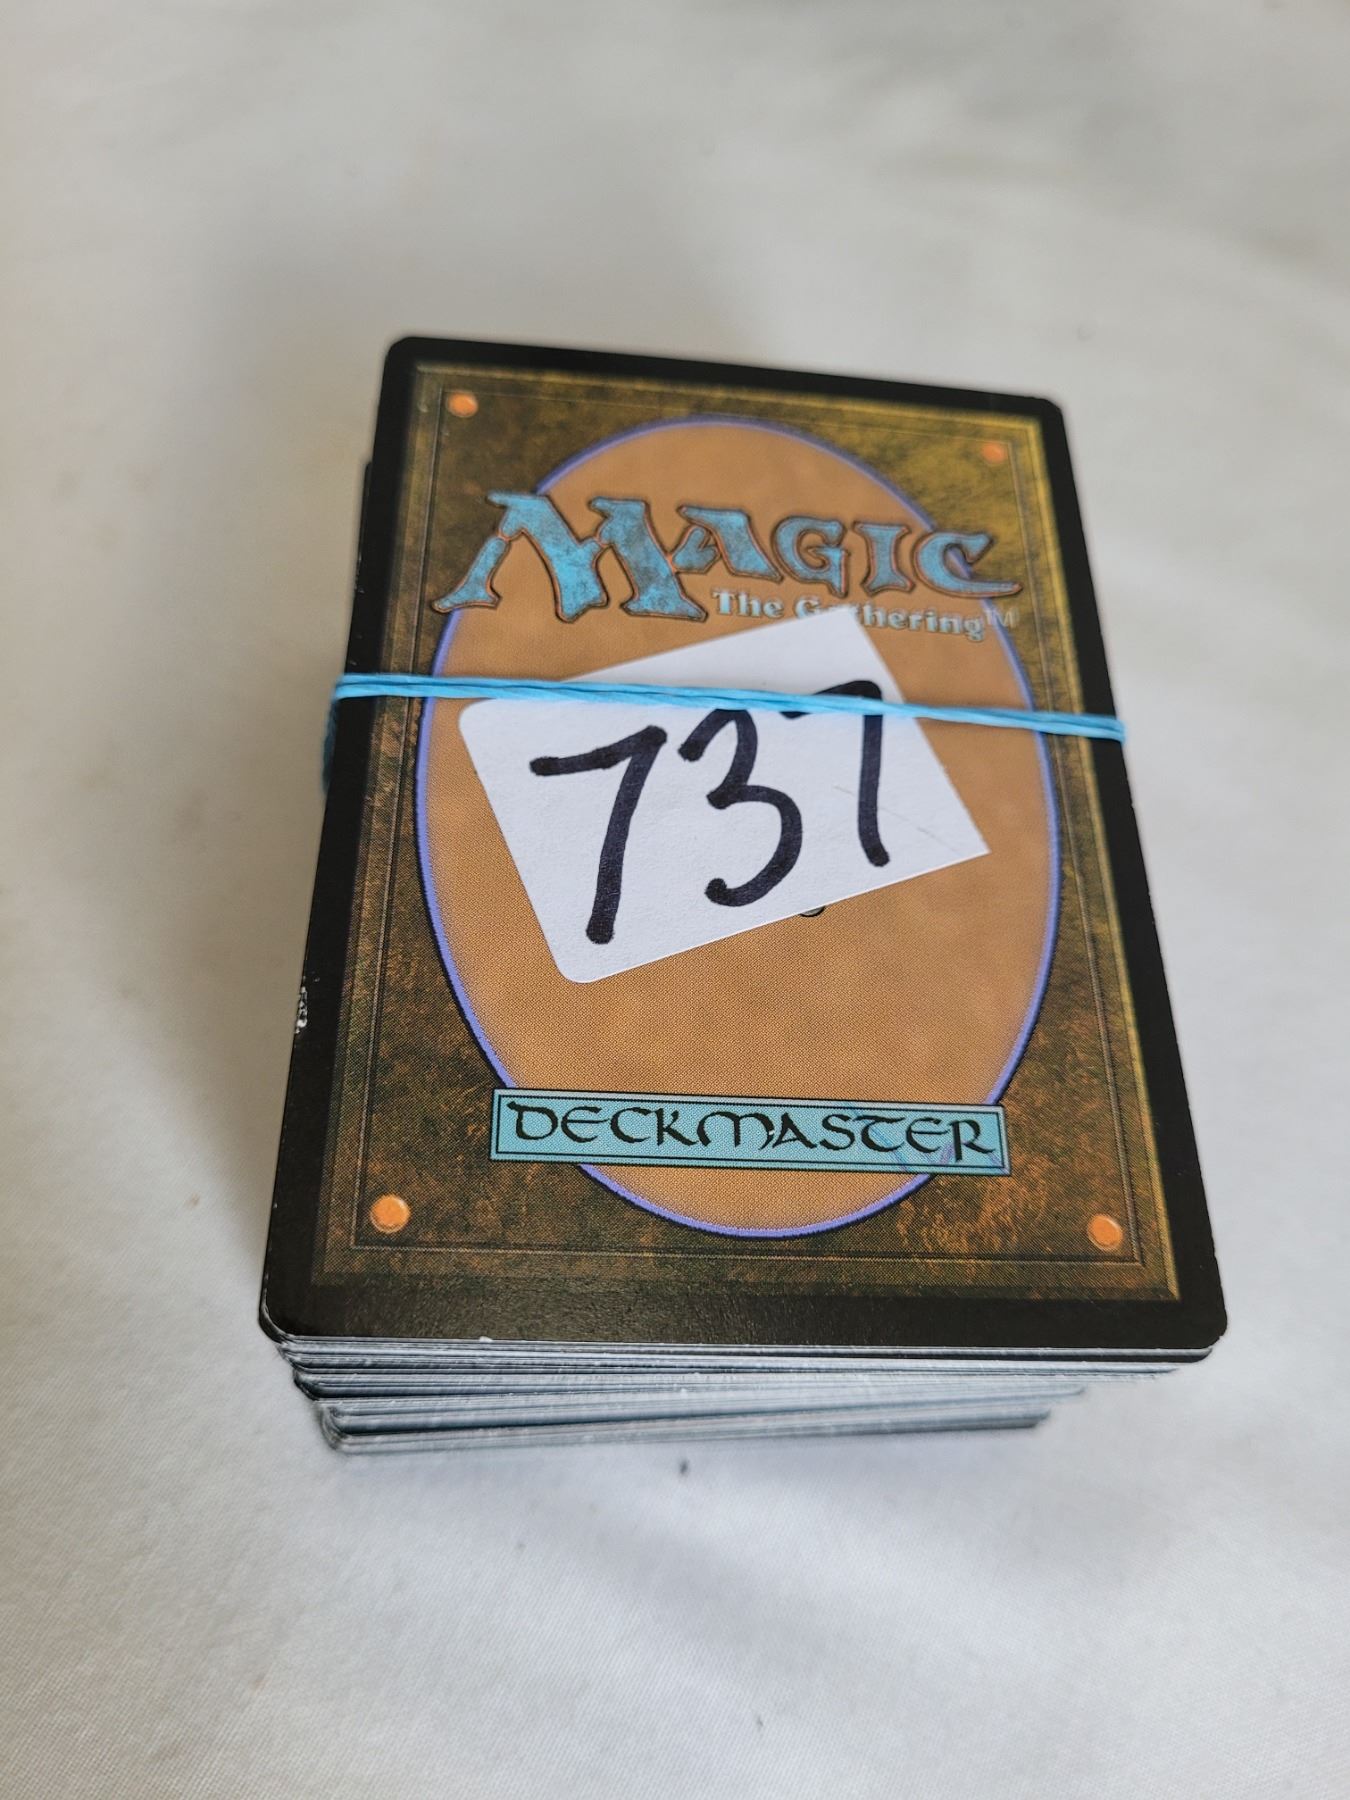 MAGIC
The Gathering™
737
DECKMASTER